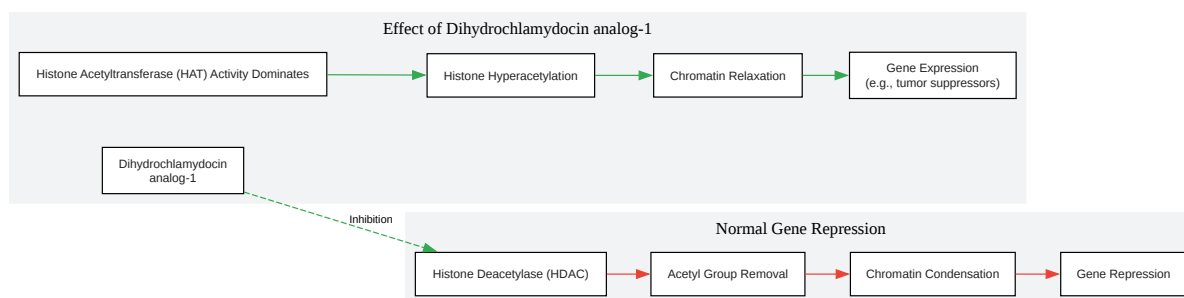 Effect of Dihydrochlamydocin analog-1
Histone Acetyltransferase (HAT) Activity Dominates
Histone Hyperacetylation
Chromatin Relaxation
Gene Expression
(e.g., tumor suppressors)
Dihydrochlamydocin
analog-1
Inhibition
Normal Gene Repression
Histone Deacetylase (HDAC)
Acetyl Group Removal
Chromatin Condensation
Gene Repression